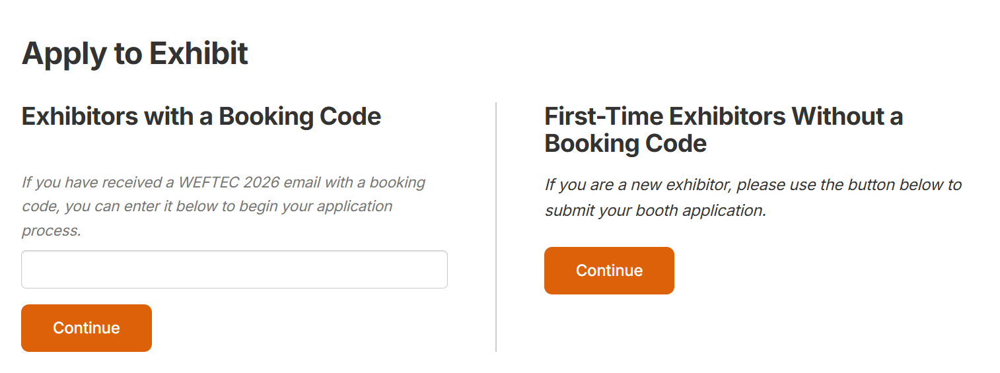 Apply to Exhibit
Exhibitors with a Booking Code
If you have received a WEFTEC 2026 email with a booking
code, you can enter it below to begin your application
process.
Continue
First-Time Exhibitors Without a
Booking Code
If you are a new exhibitor, please use the button below to
submit your booth application.
Continue